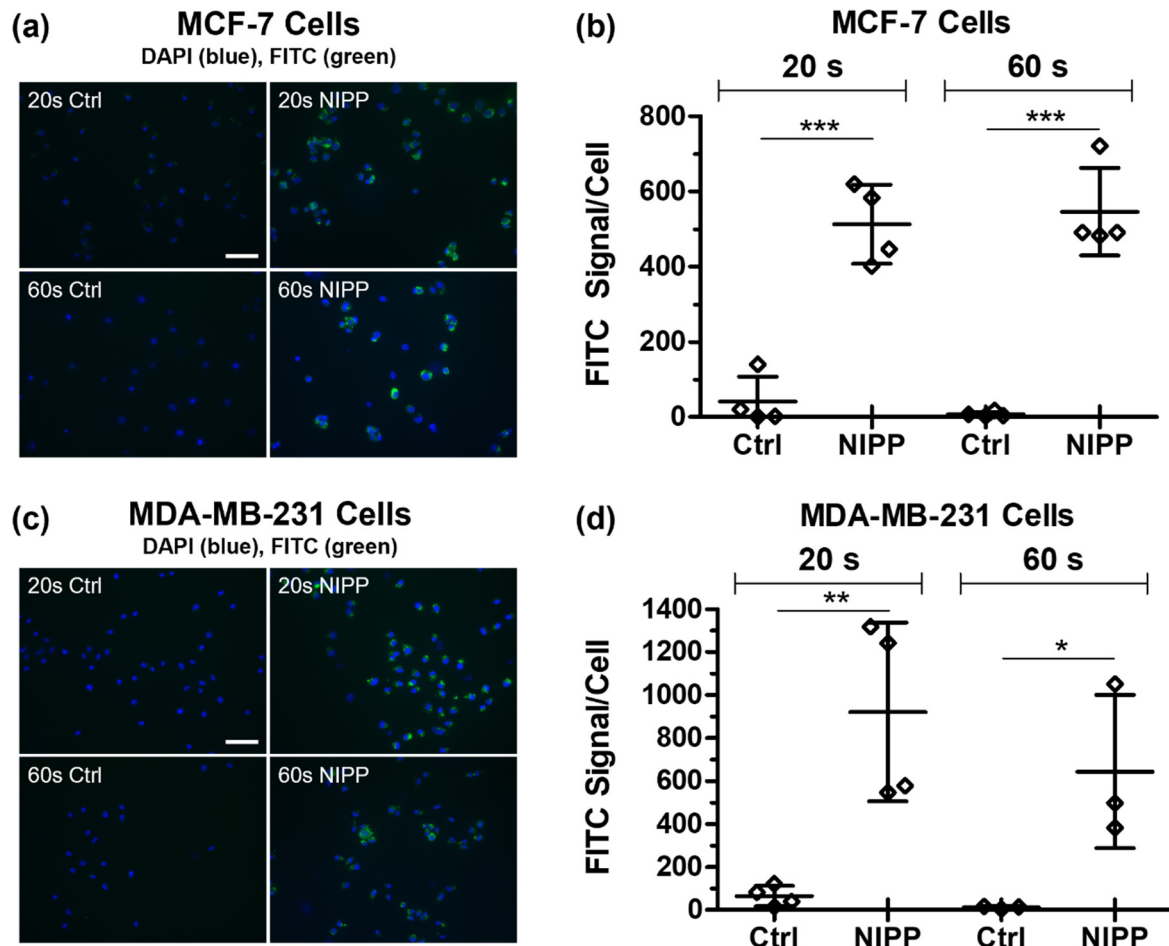 (a) MCF-7 Cells
DAPI (blue), FITC (green)
20s Ctrl
20s NIPP
60s Ctrl
60s NIPP
(b) MCF-7 Cells
20 s
60 s
***
***
FITC Signal/Cell
800
600
400
200
0
Ctrl
NIPP
Ctrl
NIPP
(c) MDA-MB-231 Cells
DAPI (blue), FITC (green)
20s Ctrl
20s NIPP
60s Ctrl
60s NIPP
(d) MDA-MB-231 Cells
20 s
60 s
**
*
FITC Signal/Cell
1400
1200
1000
800
600
400
200
0
Ctrl
NIPP
Ctrl
NIPP